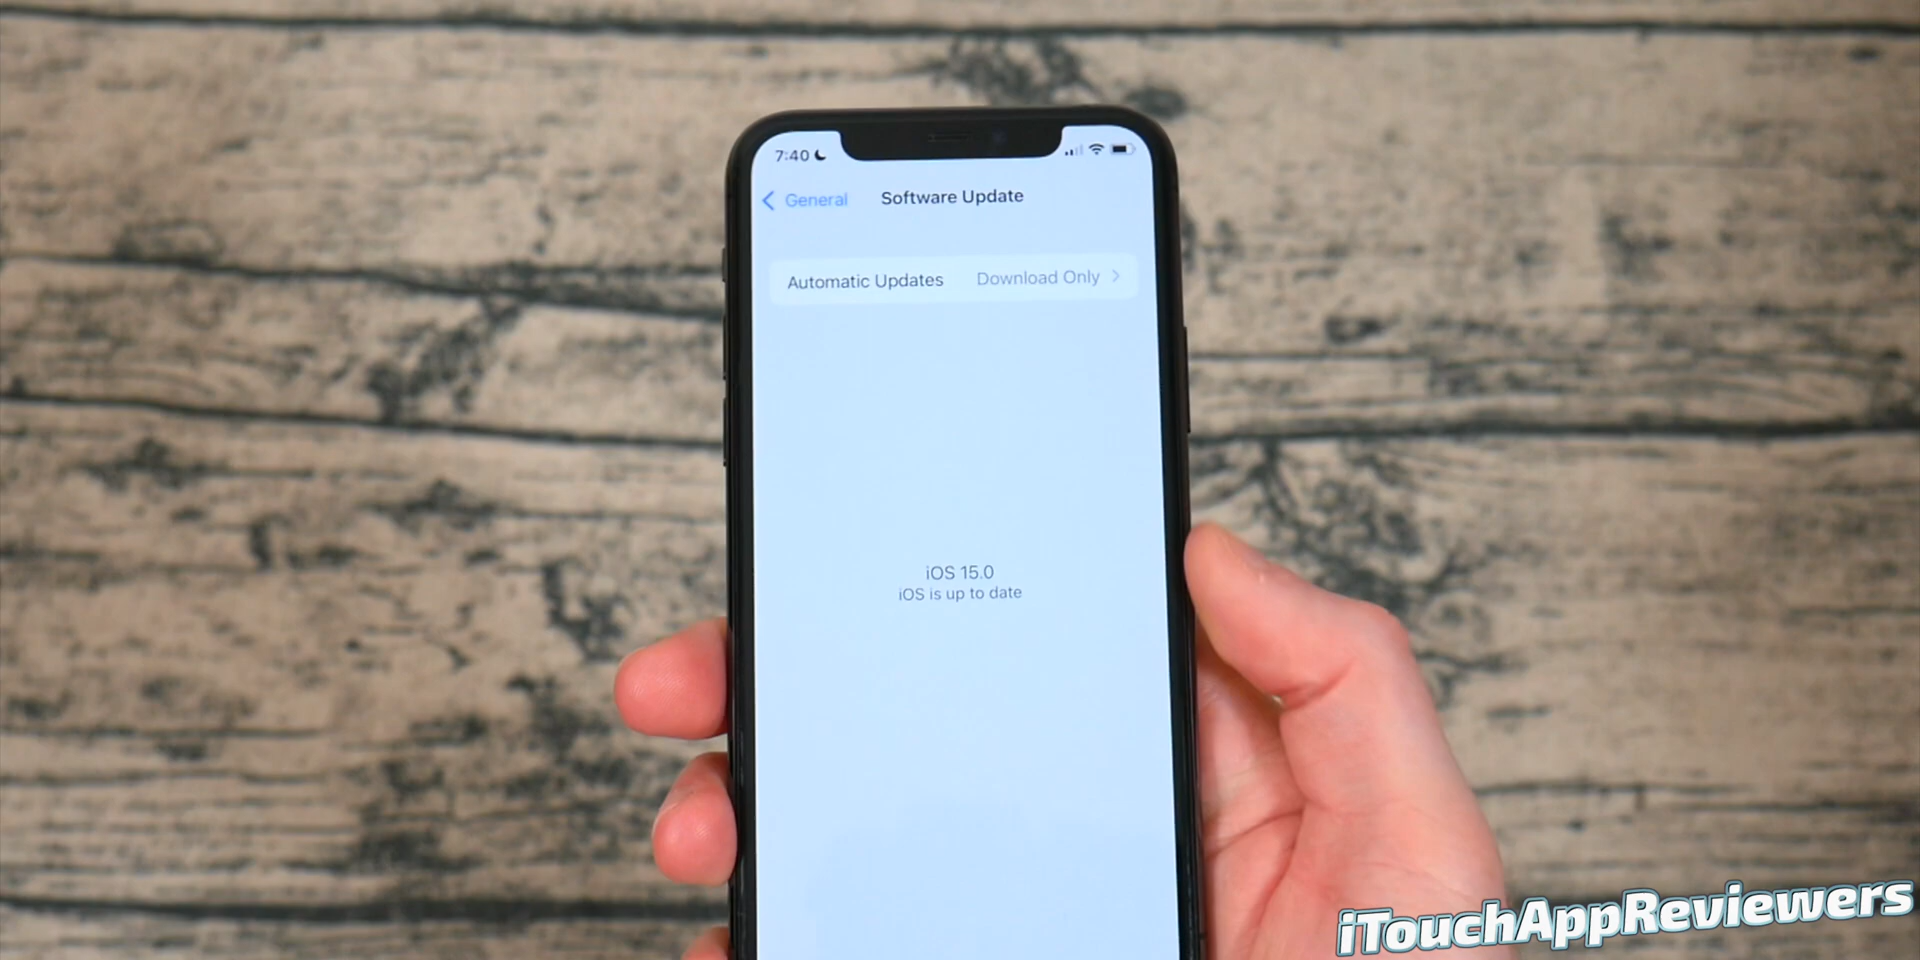 7:40
General
Software Update
Automatic Updates Download Only
iOS 15.0
iOS is up to date
iTouchAppReviewers